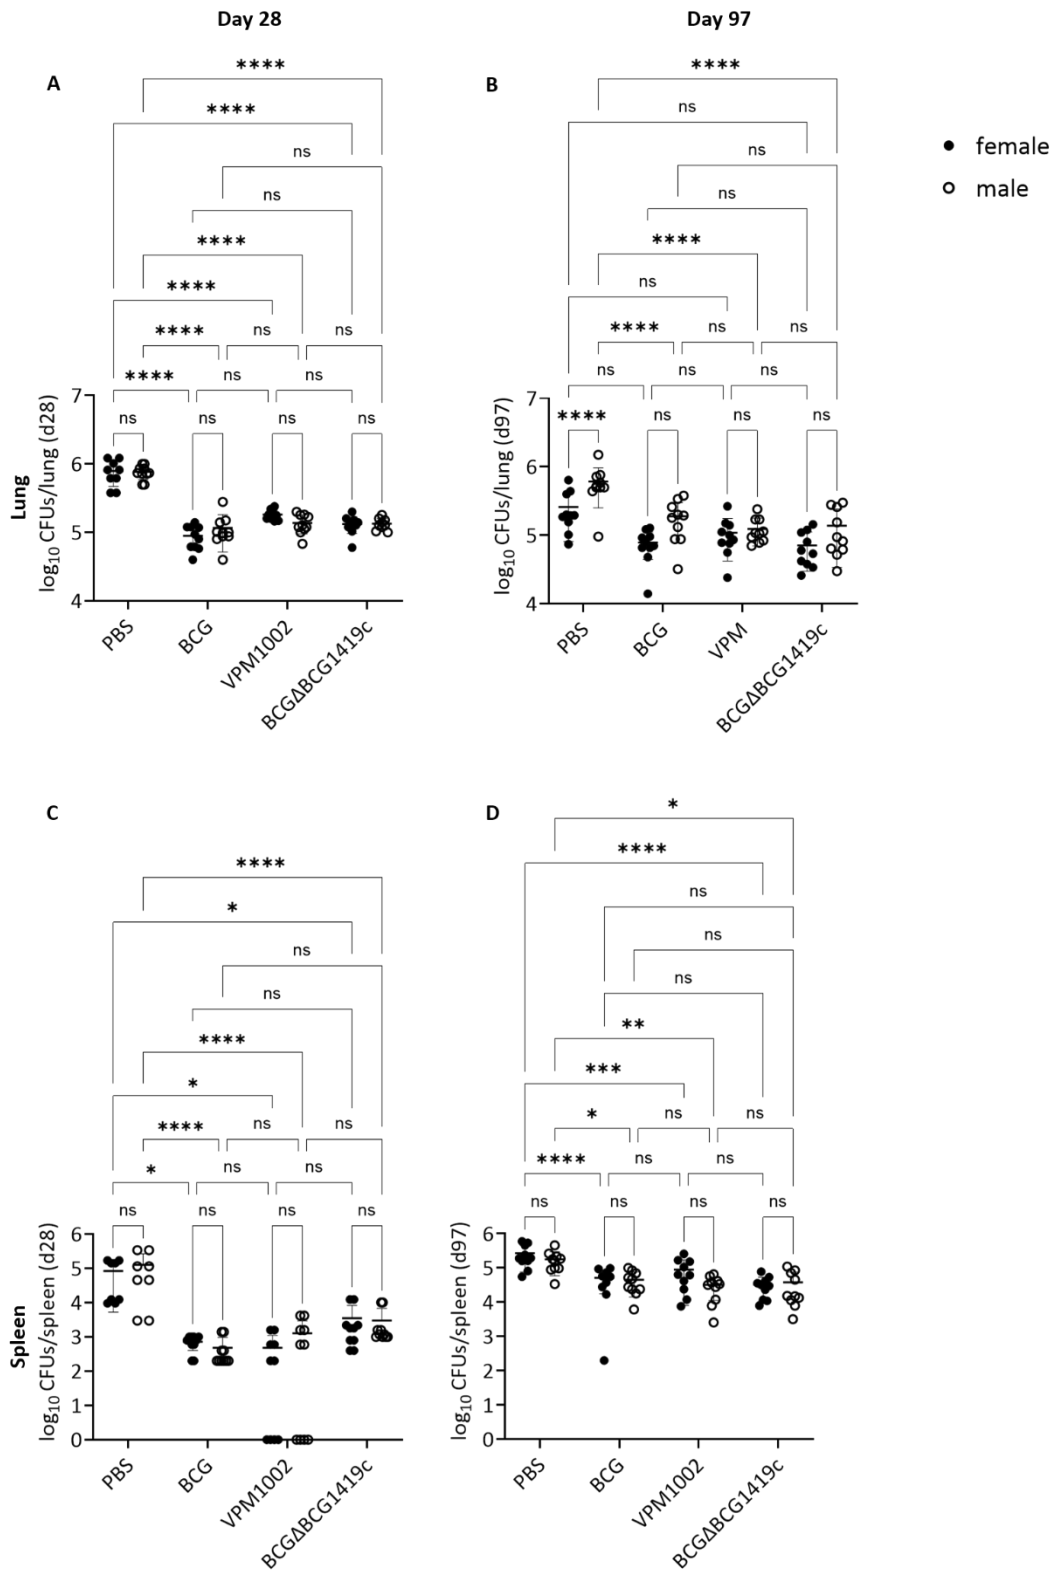 Day 28
Day 97
A
****
****
ns
ns
****
****
**** ns ns
**** ns ns
ns ns ns ns
7
6
5
4
Lung
log10 CFUs/lung (d28)
PBS
BCG
VPM1002
BCGΔBCG1419c
B
****
ns
ns
ns
****
ns
**** ns ns
ns ns ns
**** ns ns ns
7
6
5
4
log10 CFUs/lung (d97)
PBS
BCG
VPM
BCGΔBCG1419c
female
male
C
****
*
ns
ns
****
*
**** ns ns
* ns ns
ns ns ns ns
6
5
4
3
2
1
0
Spleen
log10 CFUs/spleen (d28)
PBS
BCG
VPM1002
BCGΔBCG1419c
D
*
****
ns
ns
ns
**
***
* ns ns
**** ns ns
ns ns ns ns
6
5
4
3
2
1
0
log10 CFUs/spleen (d97)
PBS
BCG
VPM1002
BCGΔBCG1419c